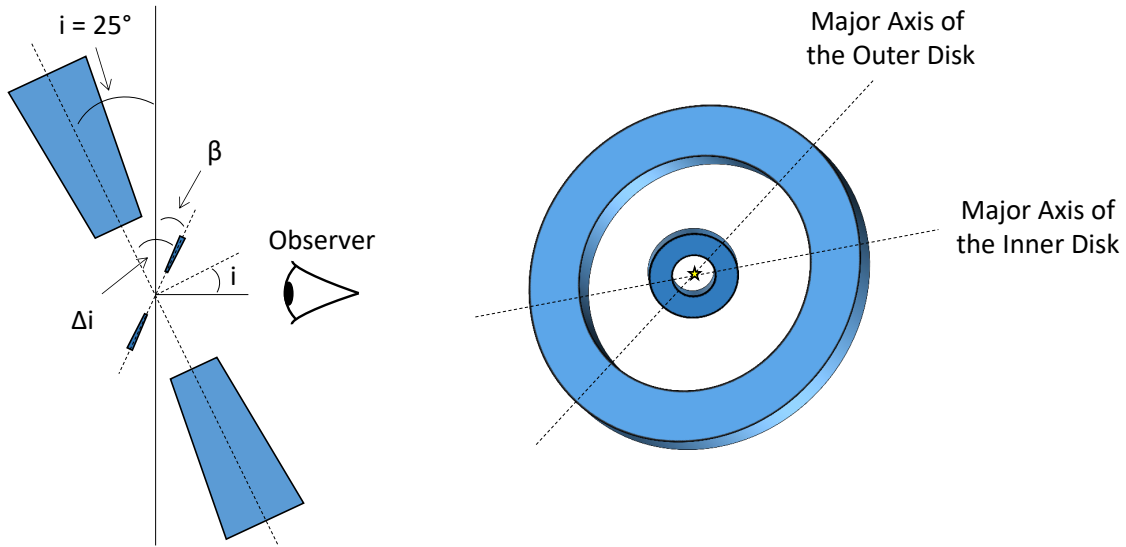 i = 25°
β
Observer
i
Δi
Major Axis of
the Outer Disk
Major Axis of
the Inner Disk